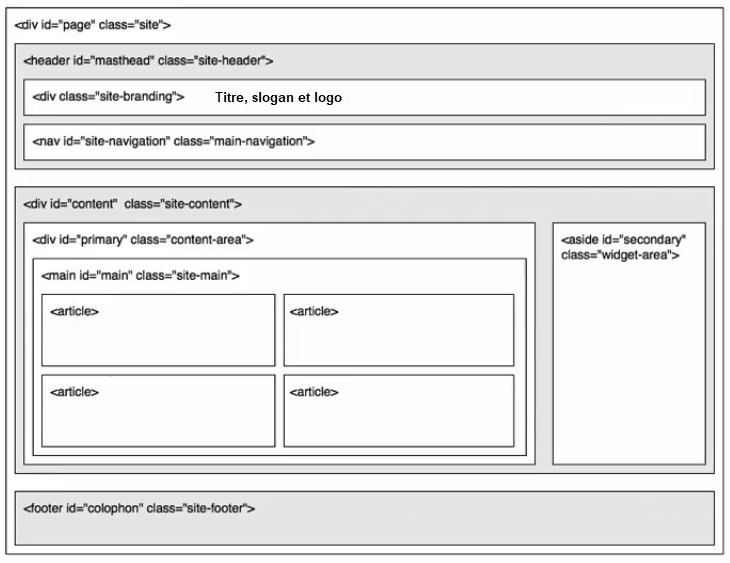 <div id="page" class="site">
<header id="masthead" class="site-header">
<div class="site-branding"> Titre, slogan et logo
<nav id="site-navigation" class="main-navigation">
<div id="content" class="site-content">
<div id="primary" class="content-area">
<main id="main" class="site-main">
<article>
<article>
<article>
<article>
<aside id="secondary"
class="widget-area">
<footer id="colophon" class="site-footer">